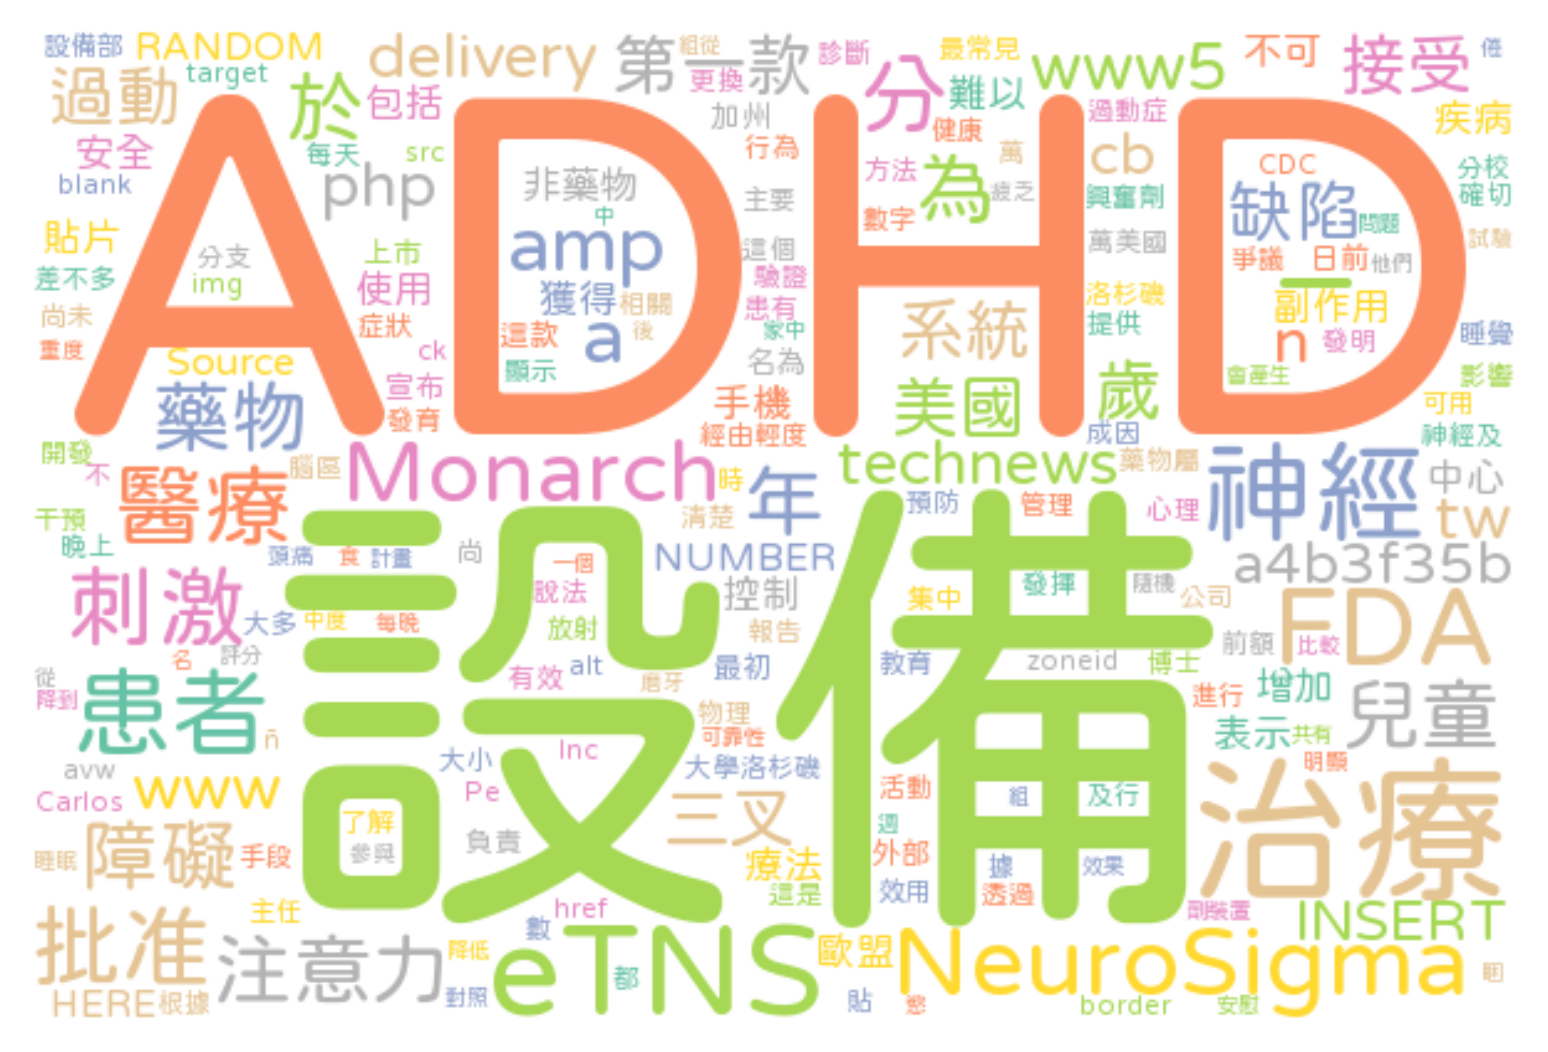 設備部 RANDOM delivery 第一款 組從 診斷 最常見 www5 不可 接受 倦
過動 target 於 包括 更換 分 難以 疾病
安全 每天 src php 加州 行為 健康 萬 過動症 cb CDC 分校
blank 非藥物 主要 方法 為 疲乏 興奮劑 缺陷 確切
ADHD
貼片 分支 上市 中 amp 這個 數字 萬美國 問題 試驗
差不多 img 使用 獲得 相關 驗證 爭議 日前 他們
尚未 症狀 這款 a 後 患有 家中 系統 洛杉磯 提供 副作用 睡覺
重度 Source ck 顯示 名為 n 發明
藥物 宣布 發育 手機 美國 歲 會產生 影響 可用
開發 經由輕度 成因 神經及
不 醫療 腦區 Monarch 時 年 technews 藥物屬 神經 中心
干預 晚上 清楚 預防 管理 心理 tw
頭痛 食 計畫 尚 一個 NUMBER a4b3f35b
設備
刺激 大多 中度 每晚 說法 控制 集中 發揮 隨機 公司 FDA
名 評分 放射 報告 前額 比較
從 降到 患者 有效 alt 磨牙 最初 教育 zoneid 博士 進行 增加 兒童
ñ 物理 可靠性 表示 共有
avw 大小 Inc 大學洛杉磯 明顯
Carlos www Pe 三叉 活動 組 及行 治療
障礙 了解 參與 負責 週
睡眠 手段 療法 外部 據 效果
主任 href 這是 效用 透過 劑裝置 INSERT
批准 注意力 數 降低 eTNS 都 歐盟 NeuroSigma
HERE 根據 對照 貼 border 安慰